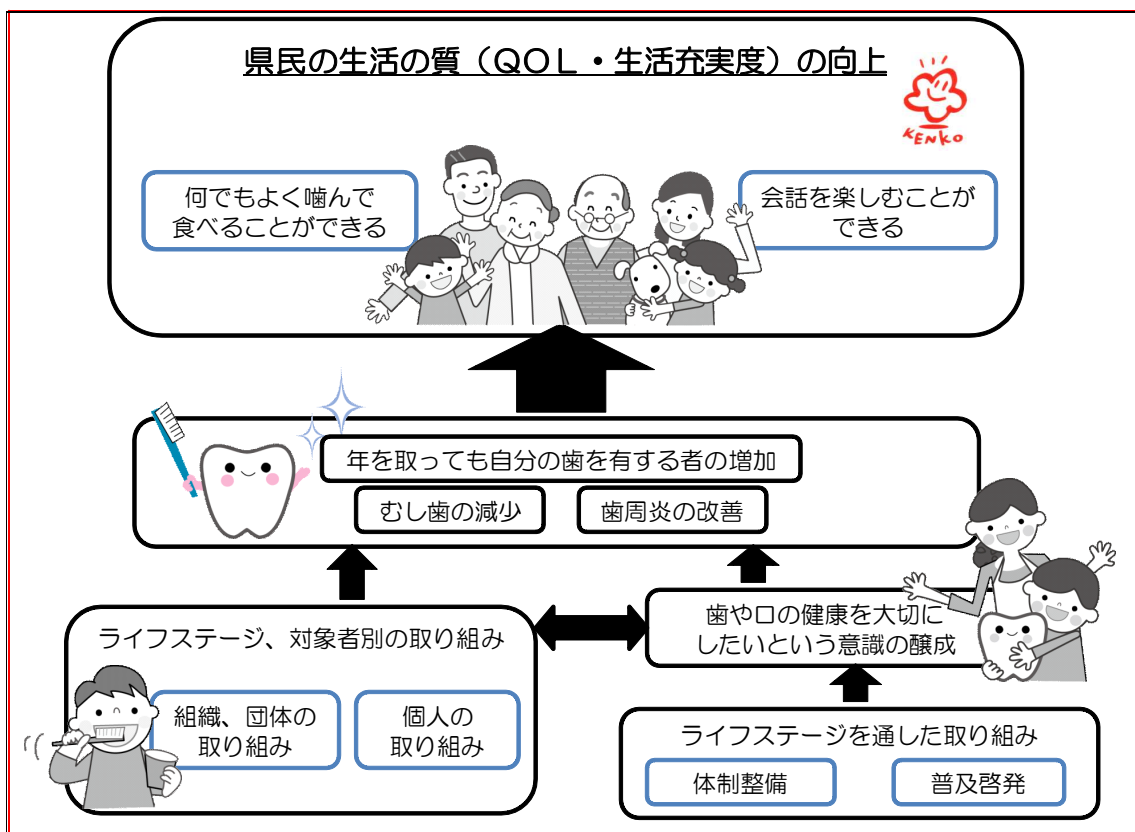 県民の生活の質（ＱＯＬ・生活充実度）の向上
KENKO
何でもよく噛んで
食べることができる
会話を楽しむことが
できる
年を取っても自分の歯を有する者の増加
むし歯の減少
歯周炎の改善
歯や口の健康を大切に
したいという意識の醸成
ライフステージ、対象者別の取り組み
組織、団体の
取り組み
個人の
取り組み
ライフステージを通した取り組み
体制整備
普及啓発